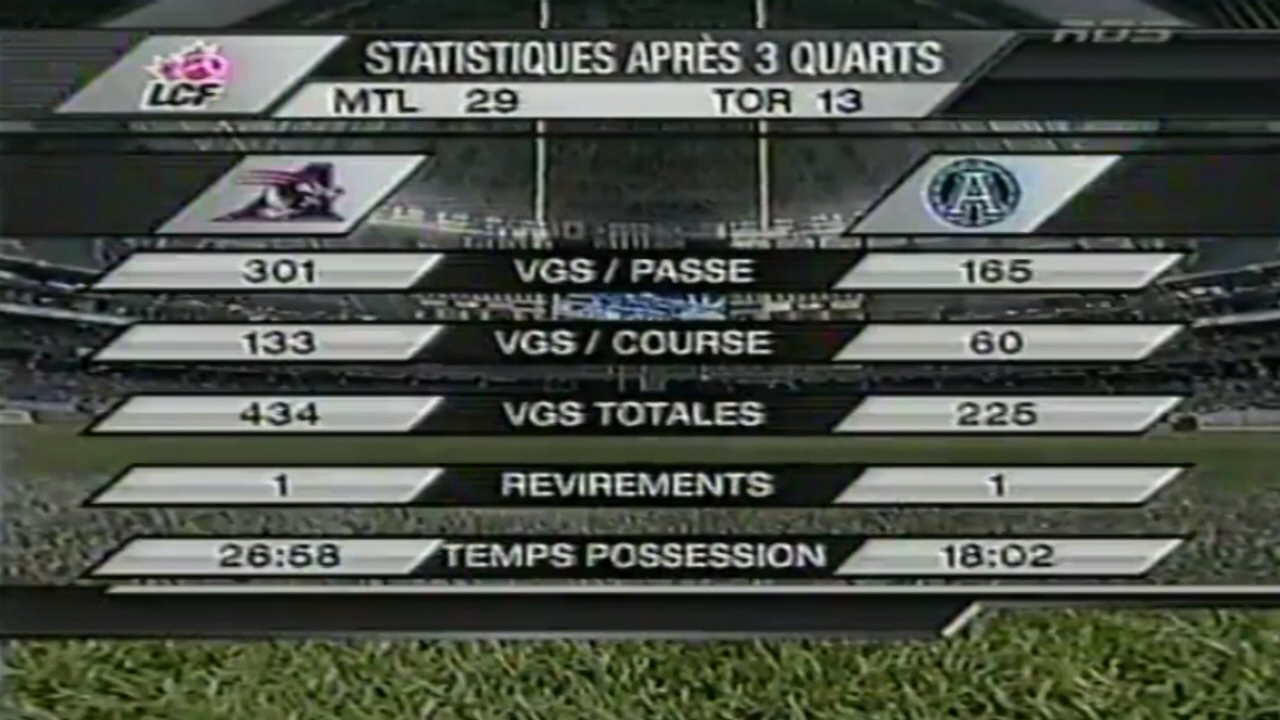 RDS
LCF
STATISTIQUES APRÈS 3 QUARTS
MTL 29 TOR 13
A
301 VGS / PASSE 165
133 VGS / COURSE 60
434 VGS TOTALES 225
1 REVIREMENTS 1
26:58 TEMPS POSSESSION 18:02